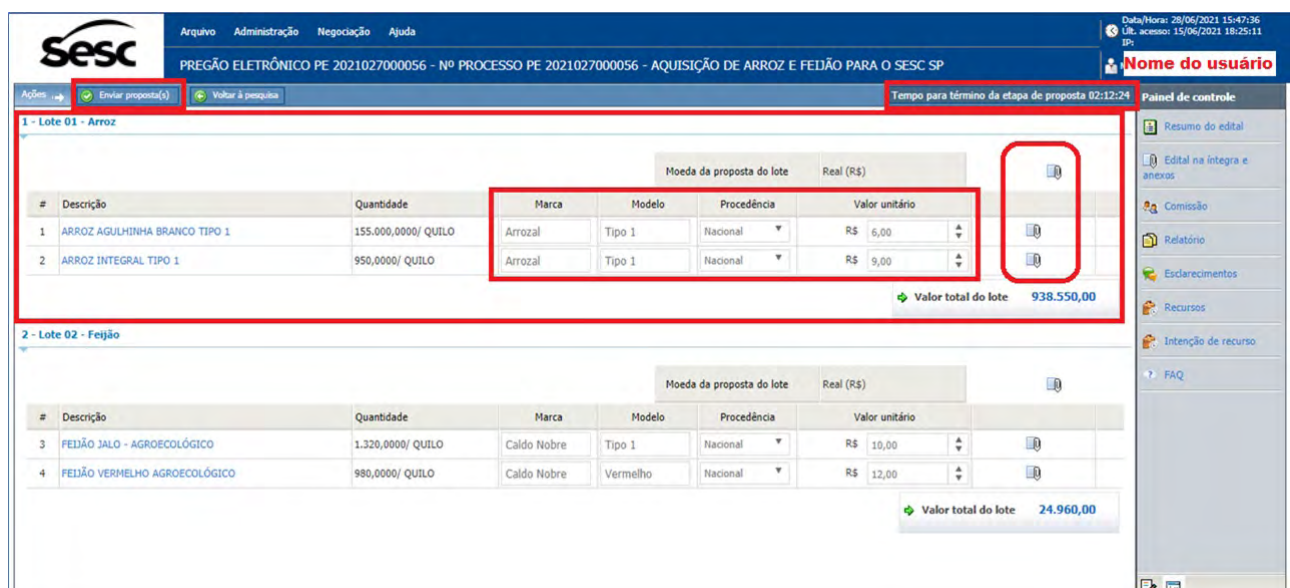 Sesc
Arquivo Administração Negociação Ajuda
Data/Hora: 28/06/2021 15:47:36
Últ. acesso: 15/06/2021 18:25:11
IP:
PREGÃO ELETRÔNICO PE 2021027000056 - Nº PROCESSO PE 2021027000056 - AQUISIÇÃO DE ARROZ E FEIJÃO PARA O SESC SP
Nome do usuário
Ações Enviar proposta(s) Voltar à pesquisa Tempo para término da etapa de proposta 02:12:24
Painel de controle
Resumo do edital
Edital na íntegra e
anexos
Comissão
Relatório
Esclarecimentos
Recursos
Intenção de recurso
FAQ
1 - Lote 01 - Arroz
Moeda da proposta do lote Real (R$)
# Descrição Quantidade Marca Modelo Procedência Valor unitário
1 ARROZ AGULHINHA BRANCO TIPO 1 155.000,0000/ QUILO Arrozal Tipo 1 Nacional R$ 6,00
2 ARROZ INTEGRAL TIPO 1 950,0000/ QUILO Arrozal Tipo 1 Nacional R$ 9,00
Valor total do lote 938.550,00
2 - Lote 02 - Feijão
Moeda da proposta do lote Real (R$)
# Descrição Quantidade Marca Modelo Procedência Valor unitário
3 FEIJÃO JALO - AGROECOLÓGICO 1.320,0000/ QUILO Caldo Nobre Tipo 1 Nacional R$ 10,00
4 FEIJÃO VERMELHO AGROECOLÓGICO 980,0000/ QUILO Caldo Nobre Vermelho Nacional R$ 12,00
Valor total do lote 24.960,00